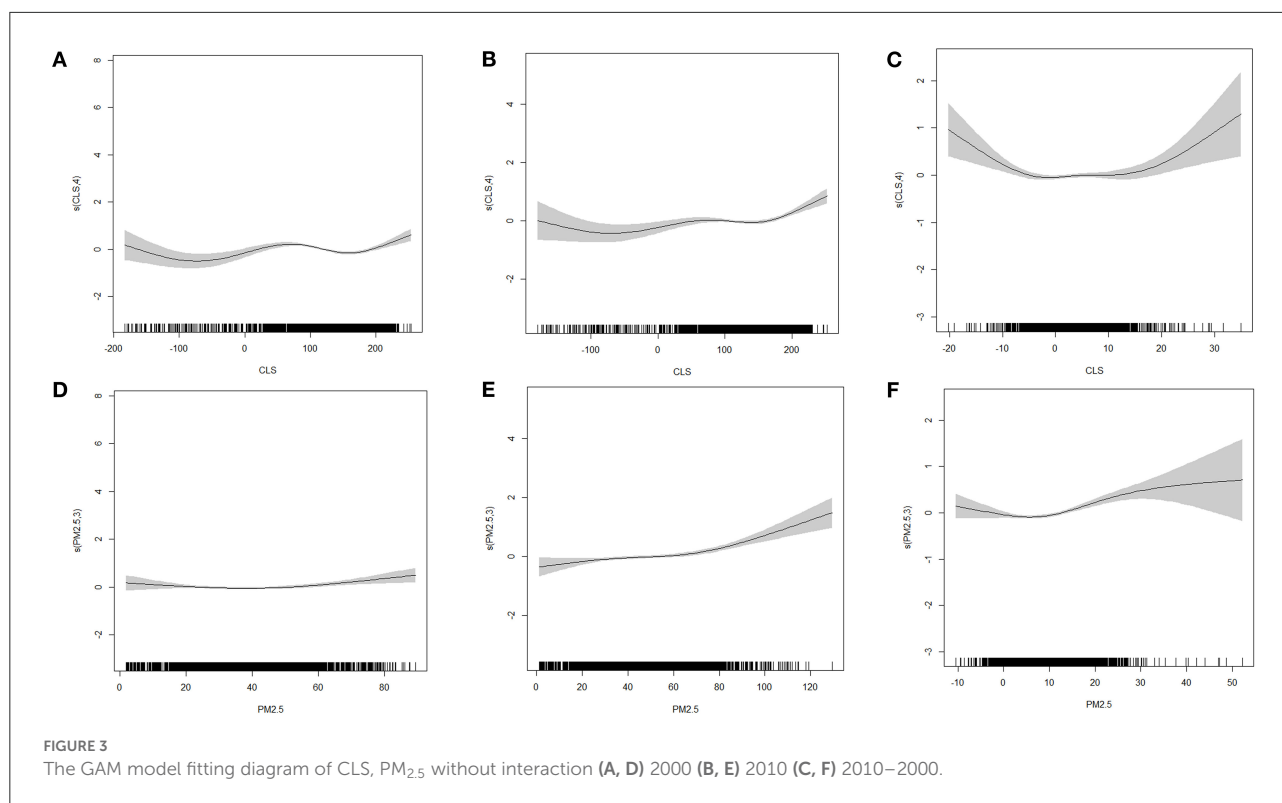 A
8
6
4
2
0
-2
s(CLS,4)
-200 -100 0 100 200
CLS
B
4
2
0
-2
s(CLS,4)
-100 0 100 200
CLS
C
2
1
0
-1
-2
-3
s(CLS,4)
-20 -10 0 10 20 30
CLS
D
8
6
4
2
0
-2
s(PM2.5,3)
0 20 40 60 80
PM2.5
E
4
2
0
-2
s(PM2.5,3)
0 20 40 60 80 100 120
PM2.5
F
2
1
0
-1
-2
-3
s(PM2.5,3)
-10 0 10 20 30 40 50
PM2.5
FIGURE 3
The GAM model fitting diagram of CLS, PM2.5 without interaction (A, D) 2000 (B, E) 2010 (C, F) 2010–2000.